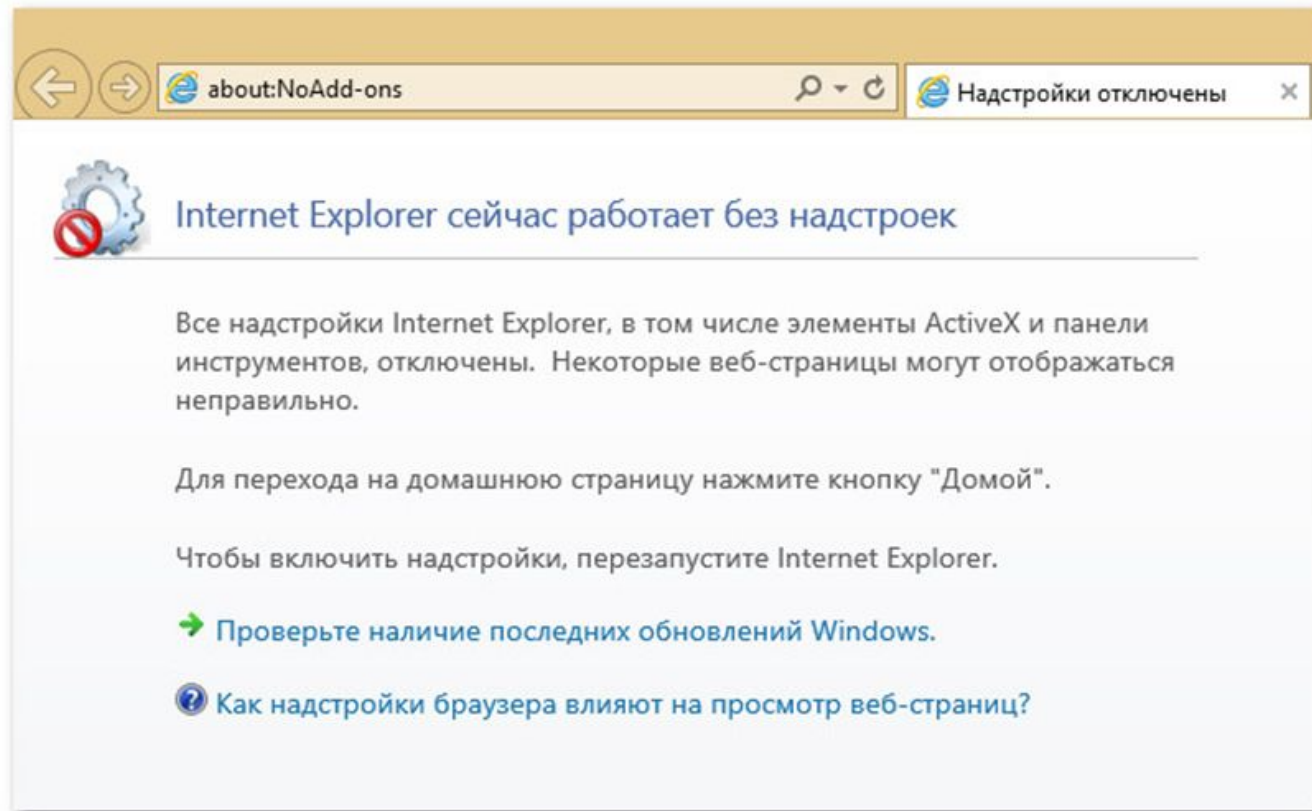 about:NoAdd-ons
Надстройки отключены
Internet Explorer сейчас работает без надстроек
Все надстройки Internet Explorer, в том числе элементы ActiveX и панели
инструментов, отключены.  Некоторые веб-страницы могут отображаться
неправильно.
Для перехода на домашнюю страницу нажмите кнопку "Домой".
Чтобы включить надстройки, перезапустите Internet Explorer.
Проверьте наличие последних обновлений Windows.
Как надстройки браузера влияют на просмотр веб-страниц?